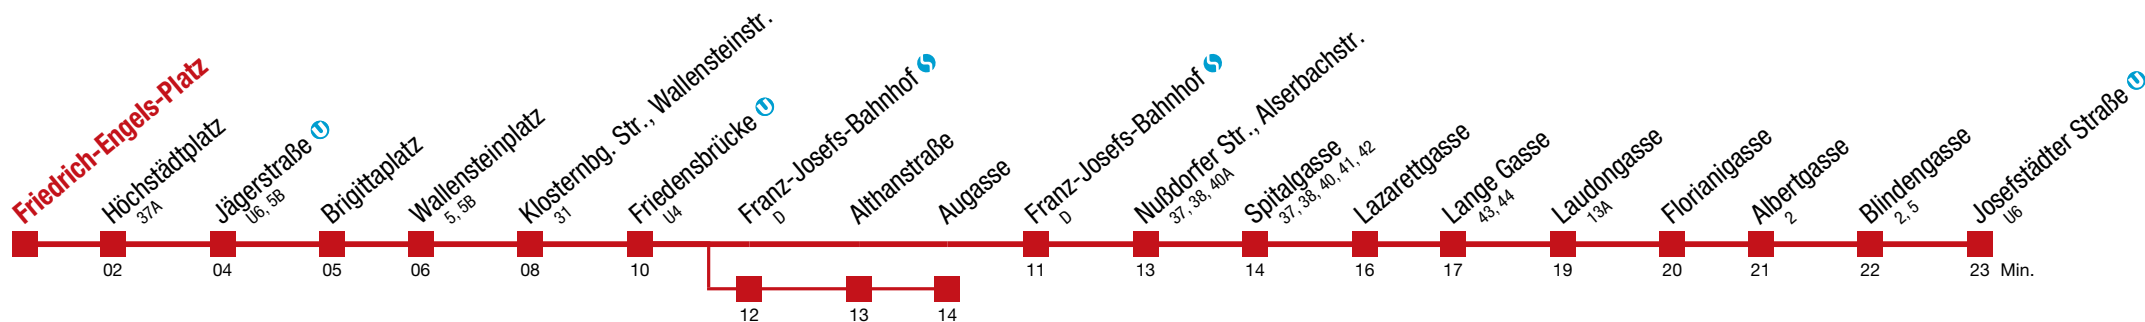 Friedrich-Engels-Platz
Höchstädtplatz
37A
Jägerstraße U
U6, 5B
Brigittaplatz
Wallensteinplatz
5, 5B
Klosternbg. Str., Wallensteinstr.
31
Friedensbrücke U
U4
Franz-Josefs-Bahnhof S
D
Althanstraße
Augasse
Franz-Josefs-Bahnhof S
D
Nußdorfer Str., Alserbachstr.
37, 38, 40A
Spitalgasse
37, 38, 40, 41, 42
Lazarettgasse
Lange Gasse
43, 44
Laudongasse
13A
Florianigasse
Albertgasse
2
Blindengasse
2, 5
Josefstädter Straße U
U6
02 04 05 06 08 10 11 13 14 16 17 19 20 21 22 23 Min.
12 13 14